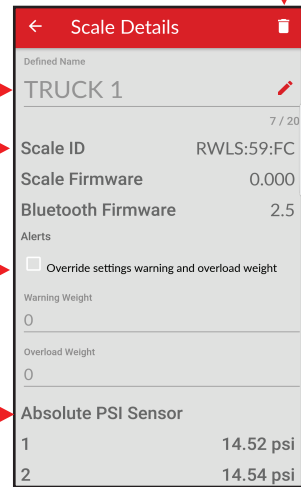 Scale Details
Defined Name
TRUCK 1
7 / 20
Scale ID RWLS:59:FC
Scale Firmware 0.000
Bluetooth Firmware 2.5
Alerts
Override settings warning and overload weight
Warning Weight
0
Overload Weight
0
Absolute PSI Sensor
1 14.52 psi
2 14.54 psi